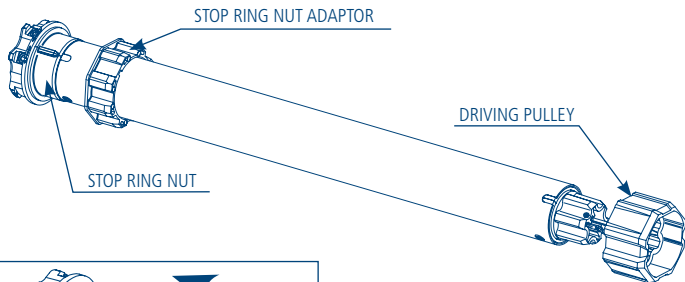 STOP RING NUT ADAPTOR
DRIVING PULLEY
STOP RING NUT